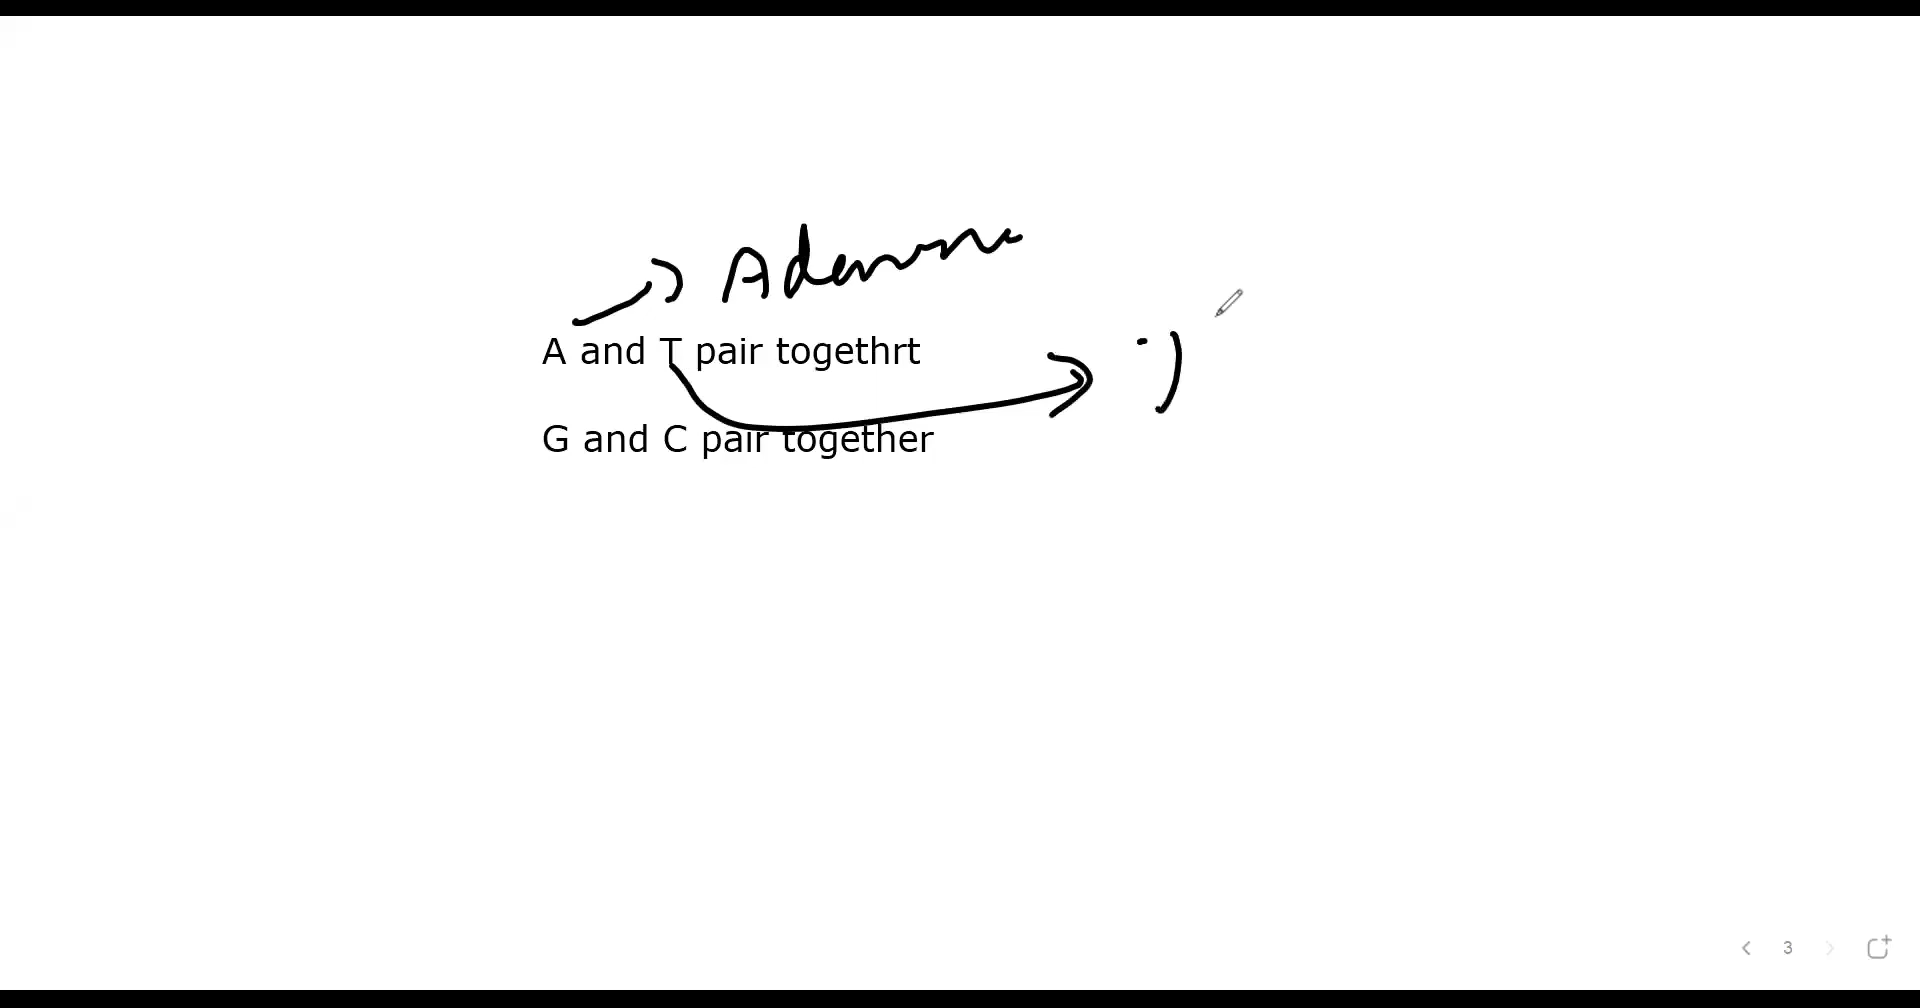 Adenine
A and T pair togethrt
G and C pair together
3